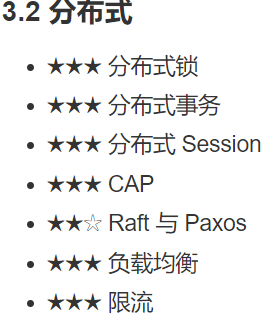 3.2 分布式
• ★★★ 分布式锁
• ★★★ 分布式事务
• ★★★ 分布式 Session
• ★★★ CAP
• ★★☆ Raft 与 Paxos
• ★★★ 负载均衡
• ★★★ 限流